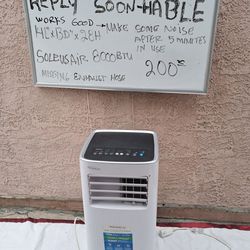 REPLY SOON-HABLE
WORKS GOOD → MAKE SOME NOISE
AFTER 5 MINUTES
IN USE
SOLEUSAIR 8000BTU
MISSING EXHAUST HOSE
200$